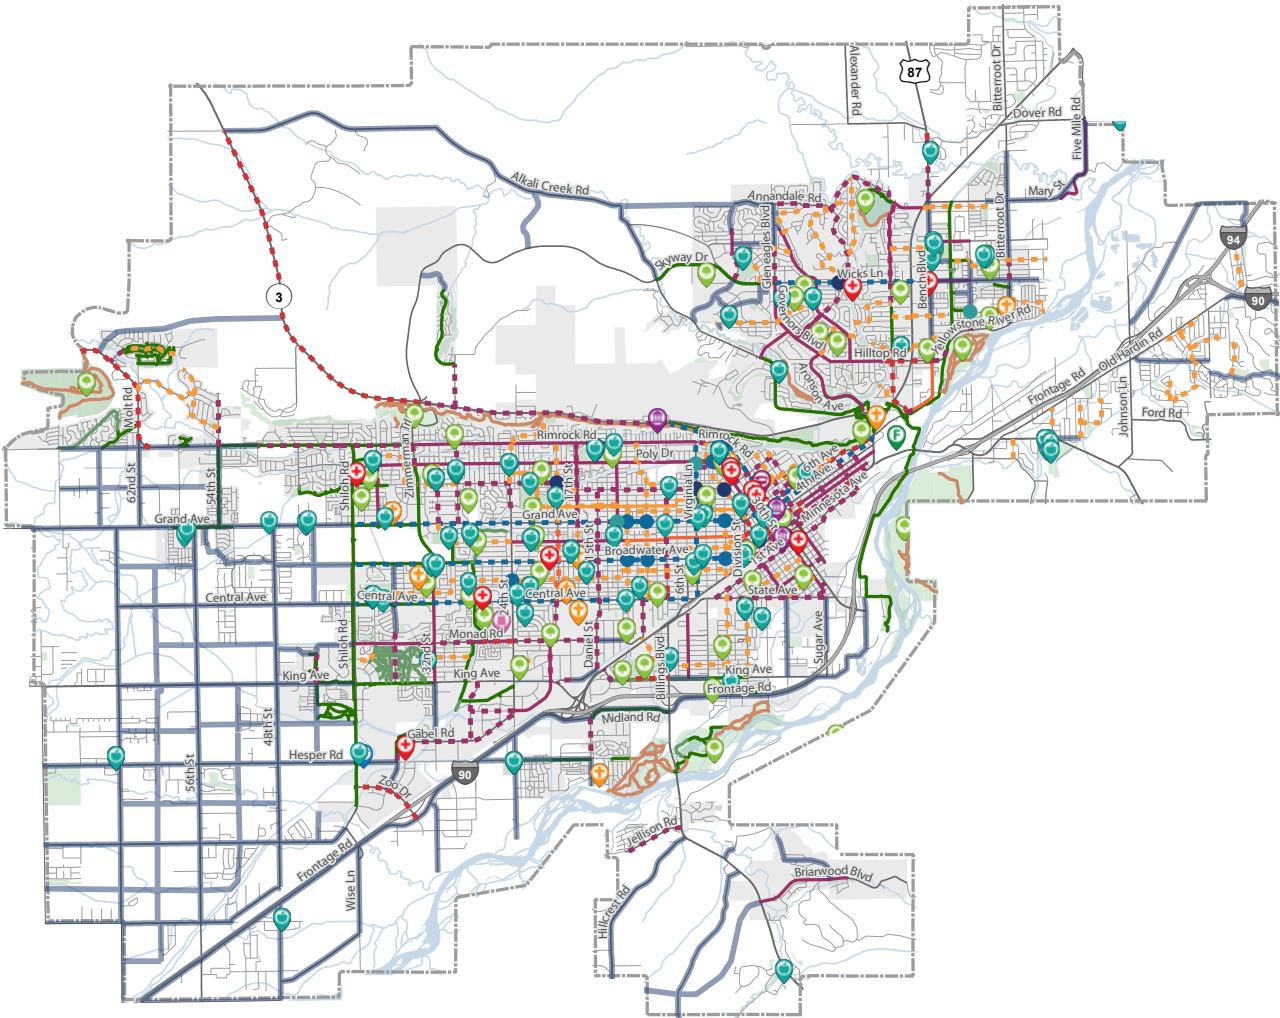 87
Alexander Rd
Bitterroot Dr
Dover Rd
Five Mile Rd
Alkali Creek Rd
Annandale Rd
Mary St
Gleneagles Blvd
Bitterroot Dr
94
Skyway Dr
Wicks Ln
Bench Blvd
3
90
Governors Blvd
Yellowstone River Rd
Hilltop Rd
Old Hardin Rd
Aronson Ave
Frontage Rd
Molt Rd
Johnson Ln
Ford Rd
Rimrock Rd
Rimrock Rd
F
Zimmerman
Poly Dr
6th Ave
4th Ave
62nd St
54th St
Shiloh Rd
17th St
Virginia Ln
Minnesota Ave
Grand Ave
Grand Ave
30th St
Division St
Broadwater Ave
15th St
St Ave
Central Ave
Central Ave
24th St
Central Ave
6th St
State Ave
Shiloh Rd
32nd St
Monad Rd
Daniel St
Billings Blvd
Sugar Ave
King Ave
King Ave
King Ave
Frontage Rd
48th St
Midland Rd
Gabel Rd
Hesper Rd
56th St
90
Zoo Dr
Jellison Rd
Frontage Rd
Wise Ln
Briarwood Blvd
Hillcrest Rd